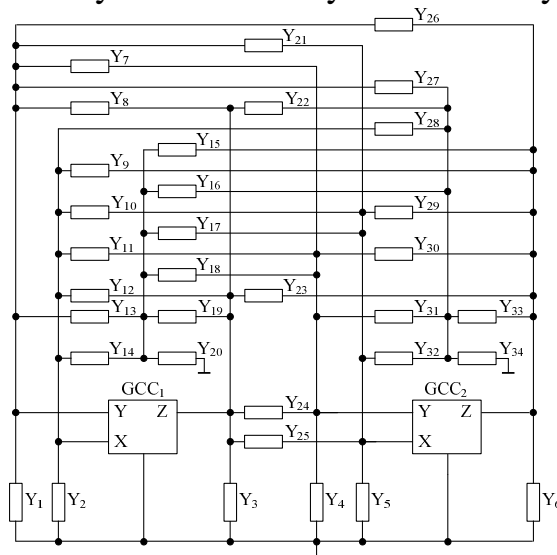 Y26
Y21
Y7
Y27
Y8 Y22
Y28
Y15
Y9
Y16
Y10 Y29
Y17
Y11 Y30
Y18
Y12 Y23
Y13 Y19 Y31 Y33
Y14 Y20 Y32 Y34
GCC1 GCC2
Y Z Y24 Y Z
X Y25 X
Y1 Y2 Y3 Y4 Y5 Y6